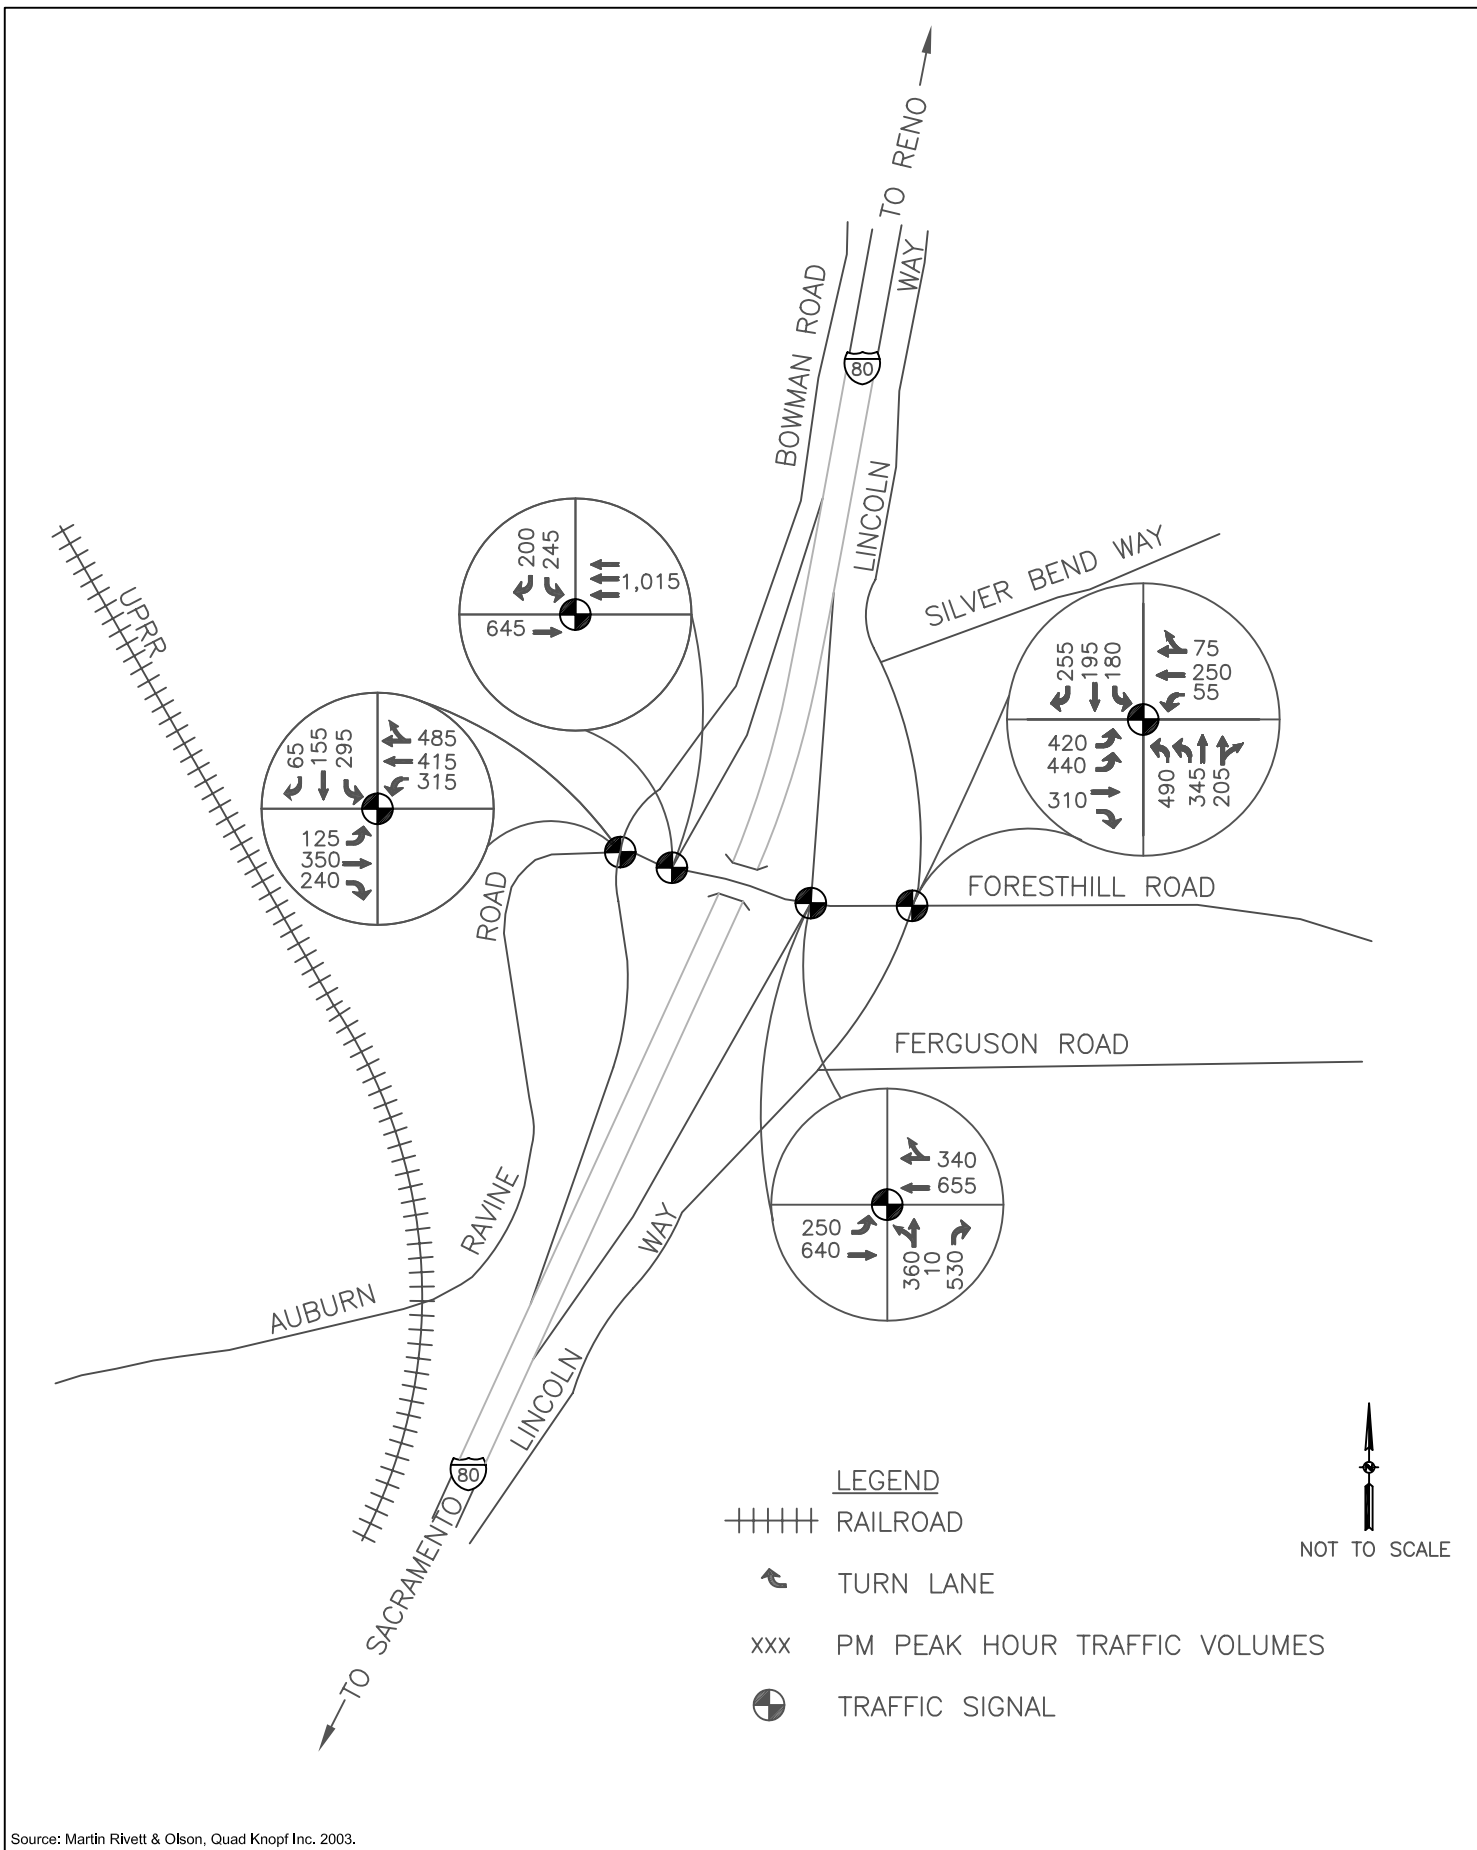 TO RENO
BOWMAN ROAD
WAY
80
LINCOLN
SILVER BEND WAY
UPRR
200
245
1,015
645
255
195
180
75
250
55
420
440
310
490
345
205
65
155
295
485
415
315
125
350
240
ROAD
FORESTHILL ROAD
FERGUSON ROAD
340
655
250
640
360
10
530
RAVINE
WAY
AUBURN
LINCOLN
80
TO SACRAMENTO
LEGEND
RAILROAD
TURN LANE
XXX PM PEAK HOUR TRAFFIC VOLUMES
TRAFFIC SIGNAL
N
NOT TO SCALE
Source: Martin Rivett & Olson, Quad Knopf Inc. 2003.